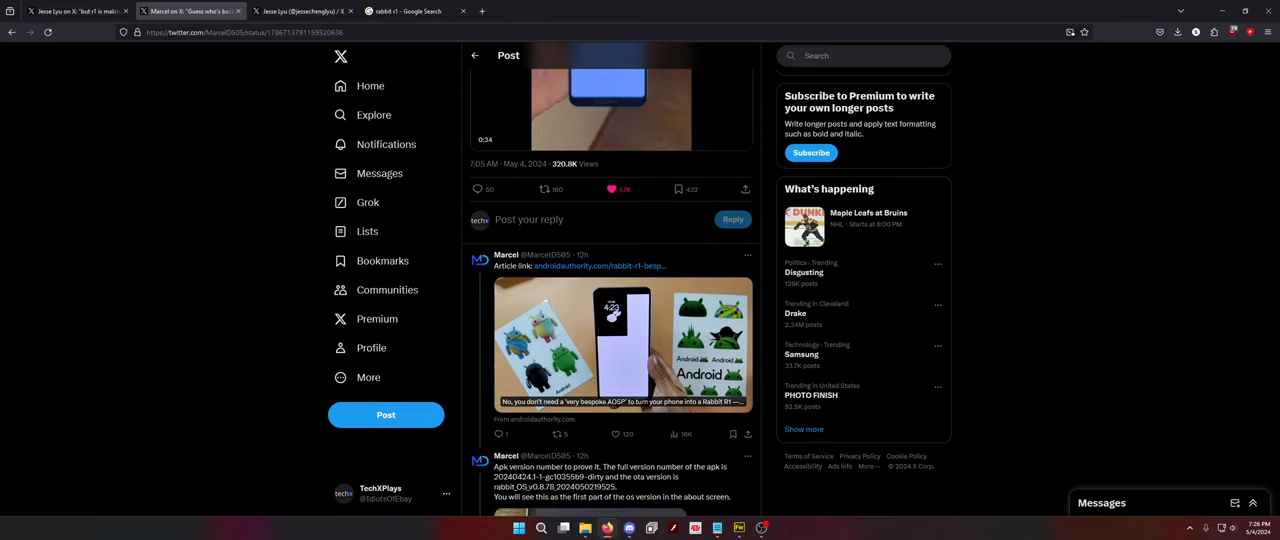 Jesse Lyu on X: "but r1 is makin
Marcel on X: "Guess who's bac
Jesse Lyu (@jessechenglyu) / X
rabbit r1 - Google Search
https://twitter.com/MarcelD505/status/1786713791159320636
Home
Explore
Notifications
Messages
Grok
Lists
Bookmarks
Communities
Premium
Profile
More
Post
TechXPlays
@IdiotsOfEbay
Post
0:34
7:05 AM · May 4, 2024 · 320.8K Views
50 160 1.7K 432
techx
Post your reply
Reply
Marcel @MarcelD505 · 12h
Article link: androidauthority.com/rabbit-r1-besp...
4:23
Android
No, you don't need a 'very bespoke AOSP' to turn your phone into a Rabbit R1 —...
From androidauthority.com
1 5 120 16K
Marcel @MarcelD505 · 12h
Apk version number to prove it. The full version number of the apk is
20240424.1-1-gc10355b9-dirty and the ota version is
rabbit_OS_v0.8.78_2024050219525.
You will see this as the first part of the os version in the about screen.
Search
Subscribe to Premium to write
your own longer posts
Write longer posts and apply text formatting
such as bold and italic.
Subscribe
What's happening
Maple Leafs at Bruins
NHL · Starts at 6:00 PM
Politics · Trending
Disgusting
126K posts
Trending in Cleveland
Drake
2.34M posts
Technology · Trending
Samsung
33.7K posts
Trending in United States
PHOTO FINISH
52.5K posts
Show more
Terms of Service Privacy Policy Cookie Policy
Accessibility Ads info More ··· © 2024 X Corp.
Messages
7:26 PM
5/4/2024